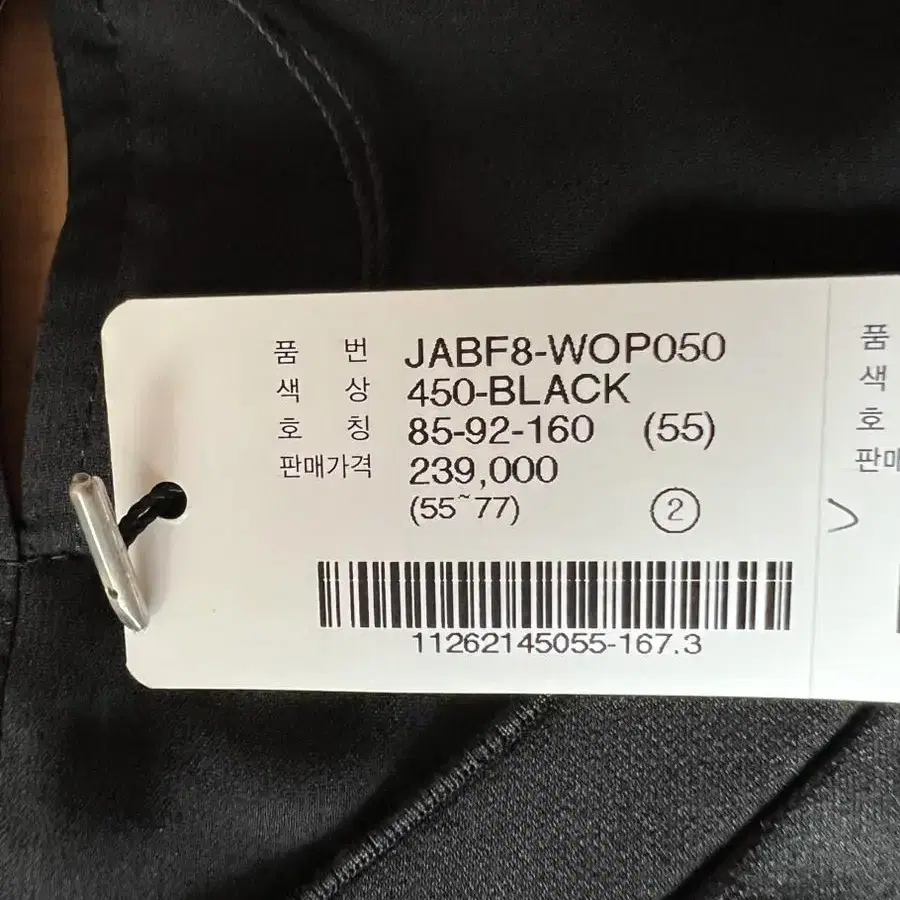 품 번 JABF8-WOP050
색 상 450-BLACK
호 칭 85-92-160 (55)
판매가격 239,000
(55~77) ②
11262145055-167.3
품
색
호
판매